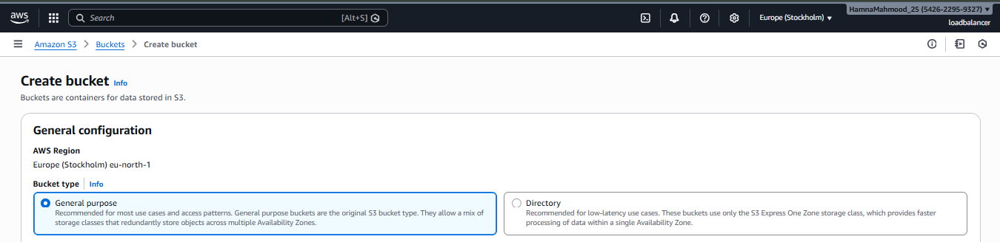 aws
Search [Alt+S]
Europe (Stockholm) ▼
HamnaMahmood_25 (5426-2295-9327) ▼
loadbalancer
Amazon S3 > Buckets > Create bucket
Create bucket Info
Buckets are containers for data stored in S3.
General configuration
AWS Region
Europe (Stockholm) eu-north-1
Bucket type Info
General purpose
Recommended for most use cases and access patterns. General purpose buckets are the original S3 bucket type. They allow a mix of
storage classes that redundantly store objects across multiple Availability Zones.
Directory
Recommended for low-latency use cases. These buckets use only the S3 Express One Zone storage class, which provides faster
processing of data within a single Availability Zone.